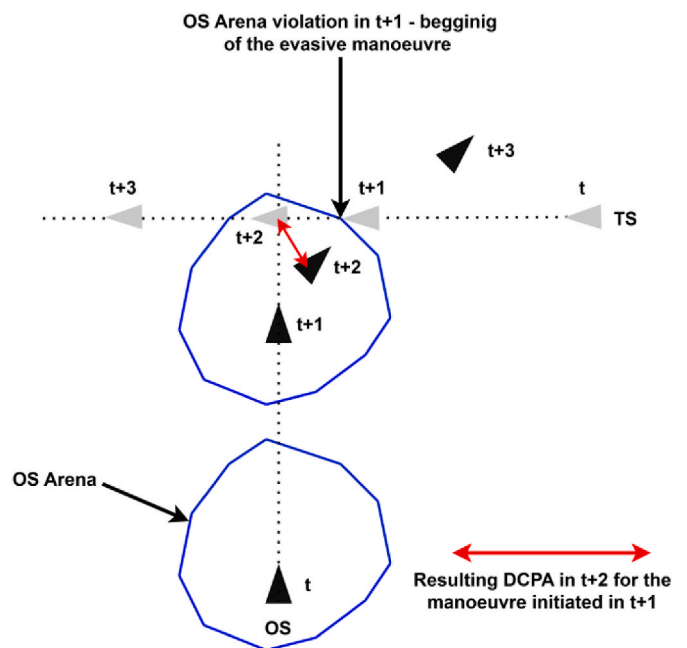 OS Arena violation in t+1 - begginig
of the evasive manoeuvre
t+3
t+3
t+1
t
TS
t+2
t+2
t+1
OS Arena
t
OS
Resulting DCPA in t+2 for the
manoeuvre initiated in t+1